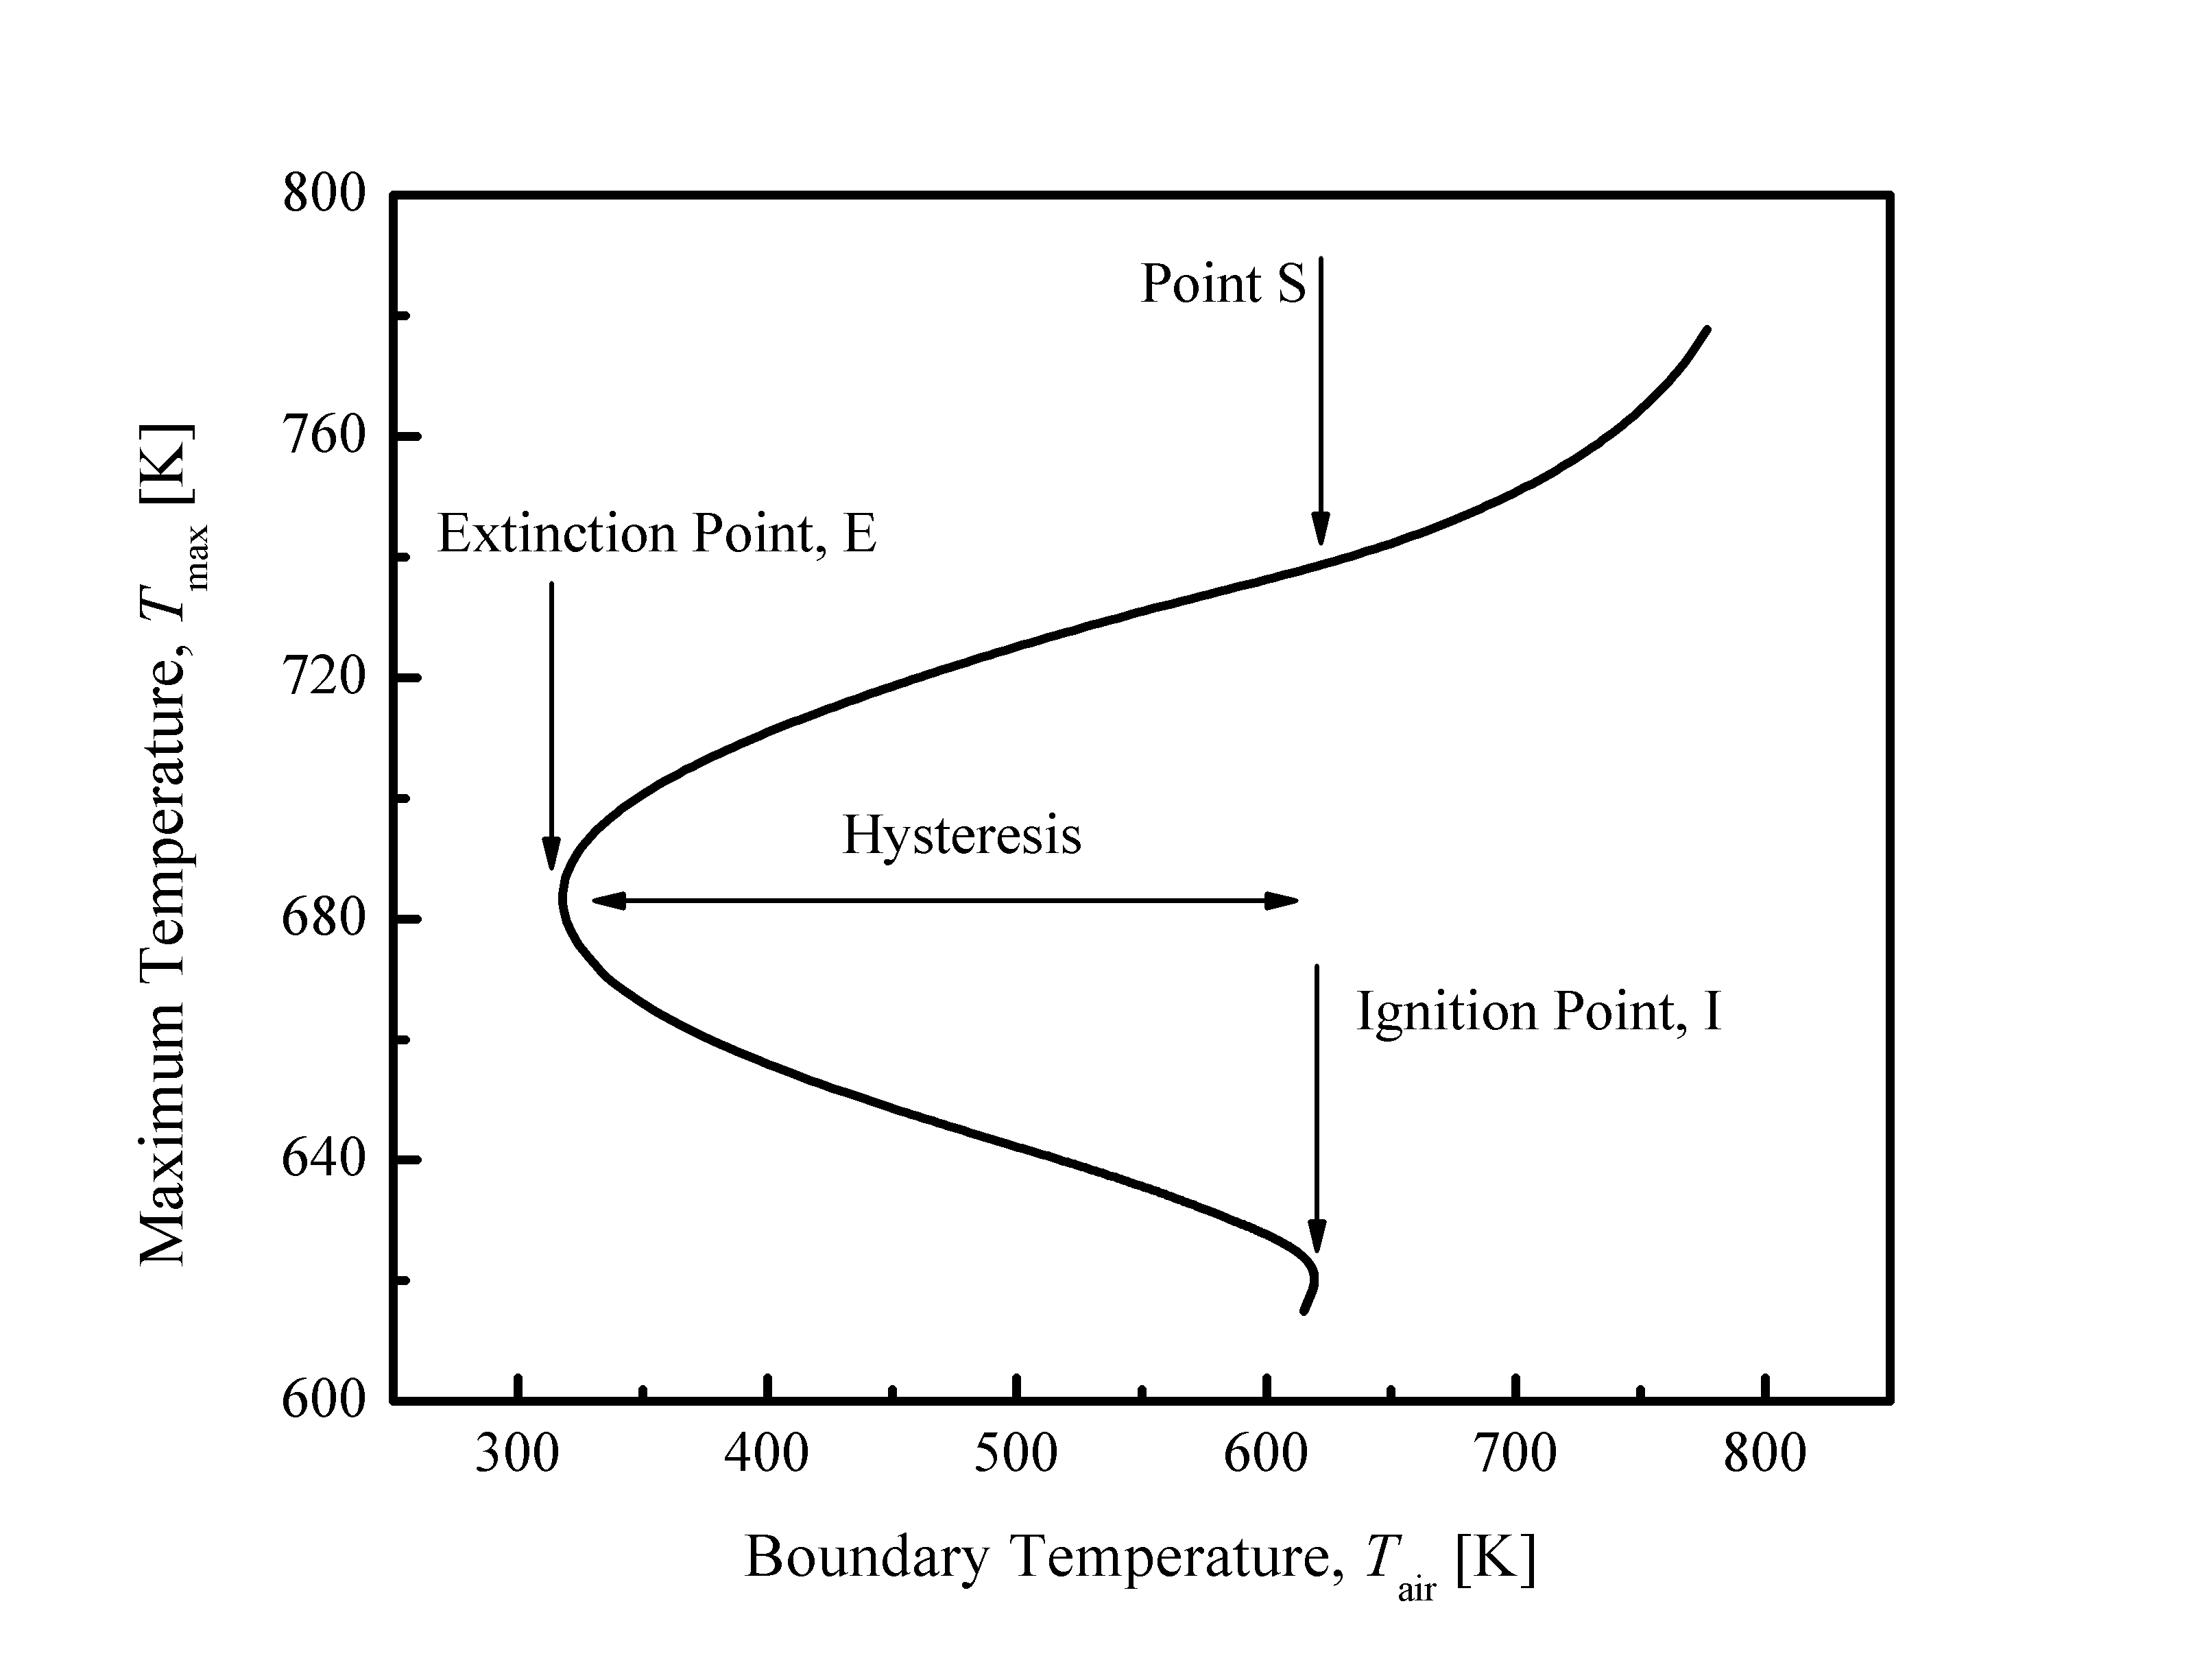 800
760
720
680
640
600
Maximum Temperature, Tmax [K]
Point S
Extinction Point, E
Hysteresis
Ignition Point, I
300 400 500 600 700 800
Boundary Temperature, Tair [K]